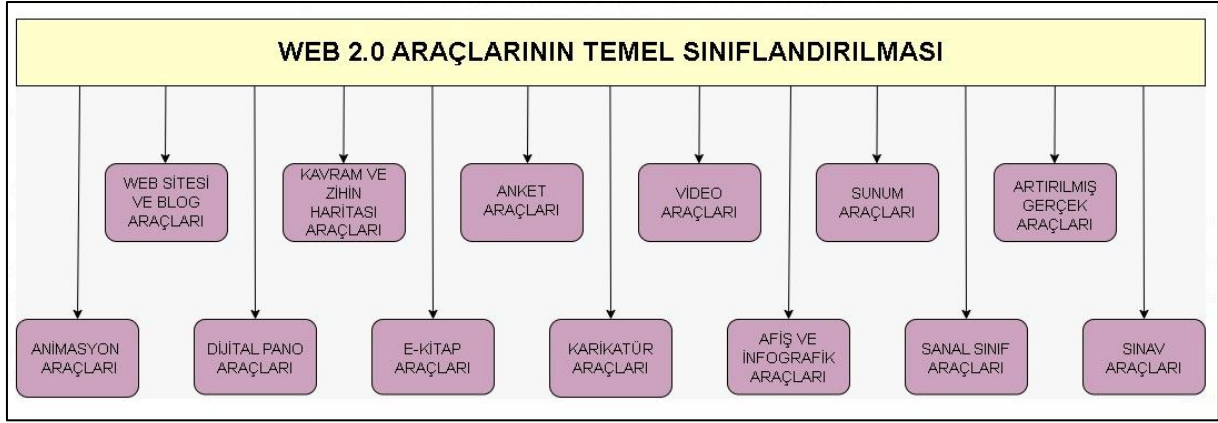 WEB 2.0 ARAÇLARININ TEMEL SINIFLANDIRILMASI
WEB SİTESİ
VE BLOG
ARAÇLARI
KAVRAM VE
ZİHİN
HARİTASI
ARAÇLARI
ANKET
ARAÇLARI
VİDEO
ARAÇLARI
SUNUM
ARAÇLARI
ARTIRILMIŞ
GERÇEK
ARAÇLARI
ANİMASYON
ARAÇLARI
DİJİTAL PANO
ARAÇLARI
E-KİTAP
ARAÇLARI
KARİKATÜR
ARAÇLARI
AFİŞ VE
İNFOGRAFİK
ARAÇLARI
SANAL SINIF
ARAÇLARI
SINAV
ARAÇLARI